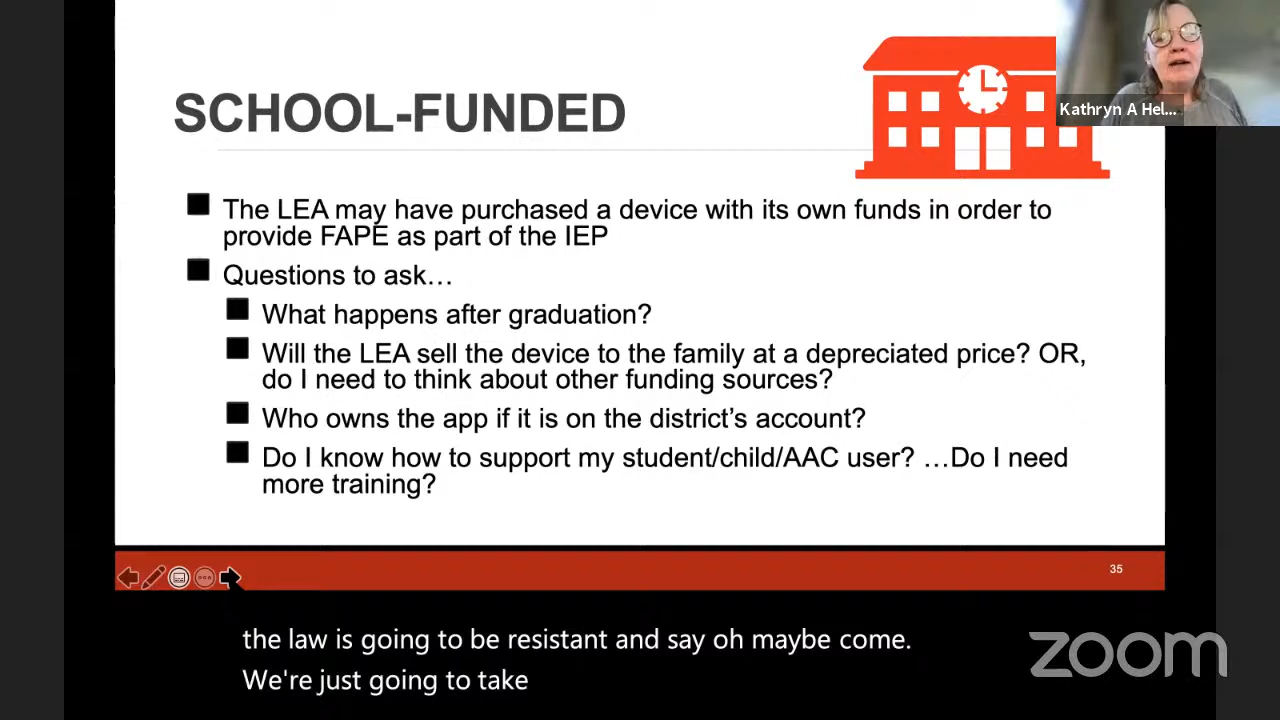 SCHOOL-FUNDED
Kathryn A Hel...
The LEA may have purchased a device with its own funds in order to
provide FAPE as part of the IEP
Questions to ask…
What happens after graduation?
Will the LEA sell the device to the family at a depreciated price? OR,
do I need to think about other funding sources?
Who owns the app if it is on the district’s account?
Do I know how to support my student/child/AAC user? …Do I need
more training?
35
the law is going to be resistant and say oh maybe come.
We're just going to take
zoom